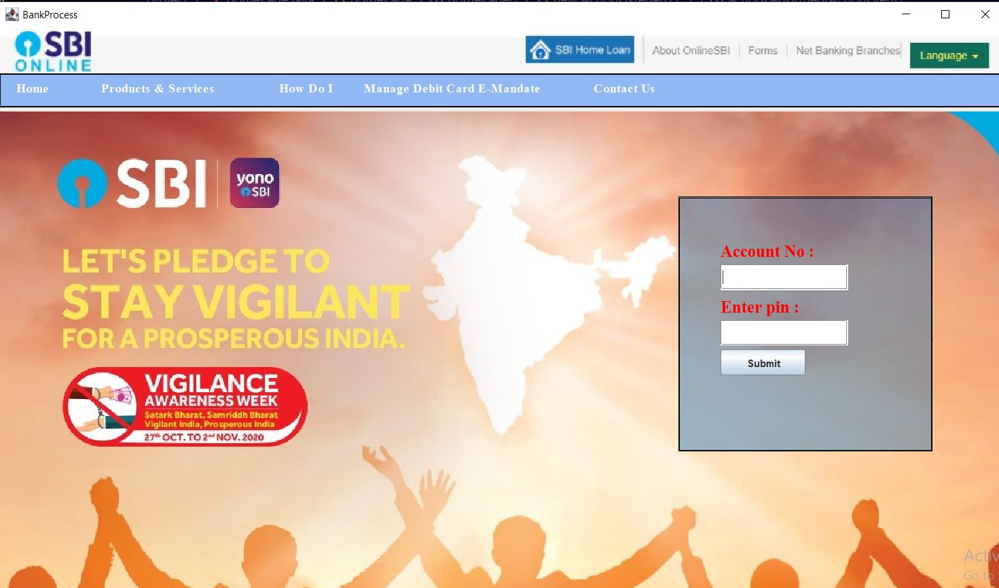 BankProcess
SBI
ONLINE
SBI Home Loan
About OnlineSBI
Forms
Net Banking Branches
Language
Home
Products & Services
How Do I
Manage Debit Card E-Mandate
Contact Us
SBI
yono
SBI
LET'S PLEDGE TO
STAY VIGILANT
FOR A PROSPEROUS INDIA.
VIGILANCE
AWARENESS WEEK
Satark Bharat, Samriddh Bharat
Vigilant India, Prosperous India
27th OCT. TO 2nd NOV. 2020
Account No :
Enter pin :
Submit
Activ
Go to